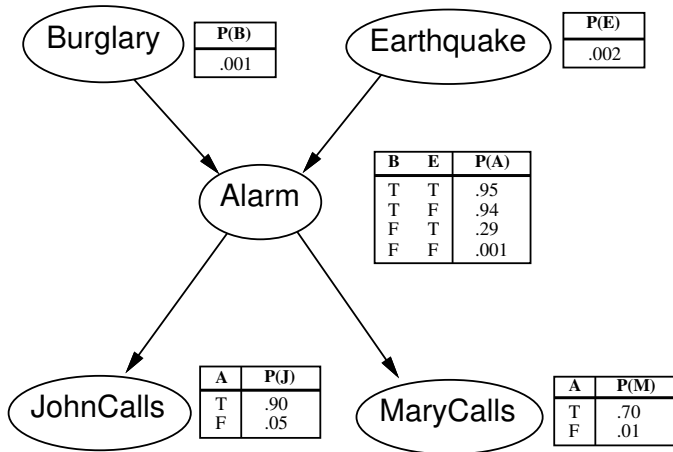 Burglary
P(B)
.001
Earthquake
P(E)
.002
Alarm
B E P(A)
T T .95
T F .94
F T .29
F F .001
JohnCalls
A P(J)
T .90
F .05
MaryCalls
A P(M)
T .70
F .01